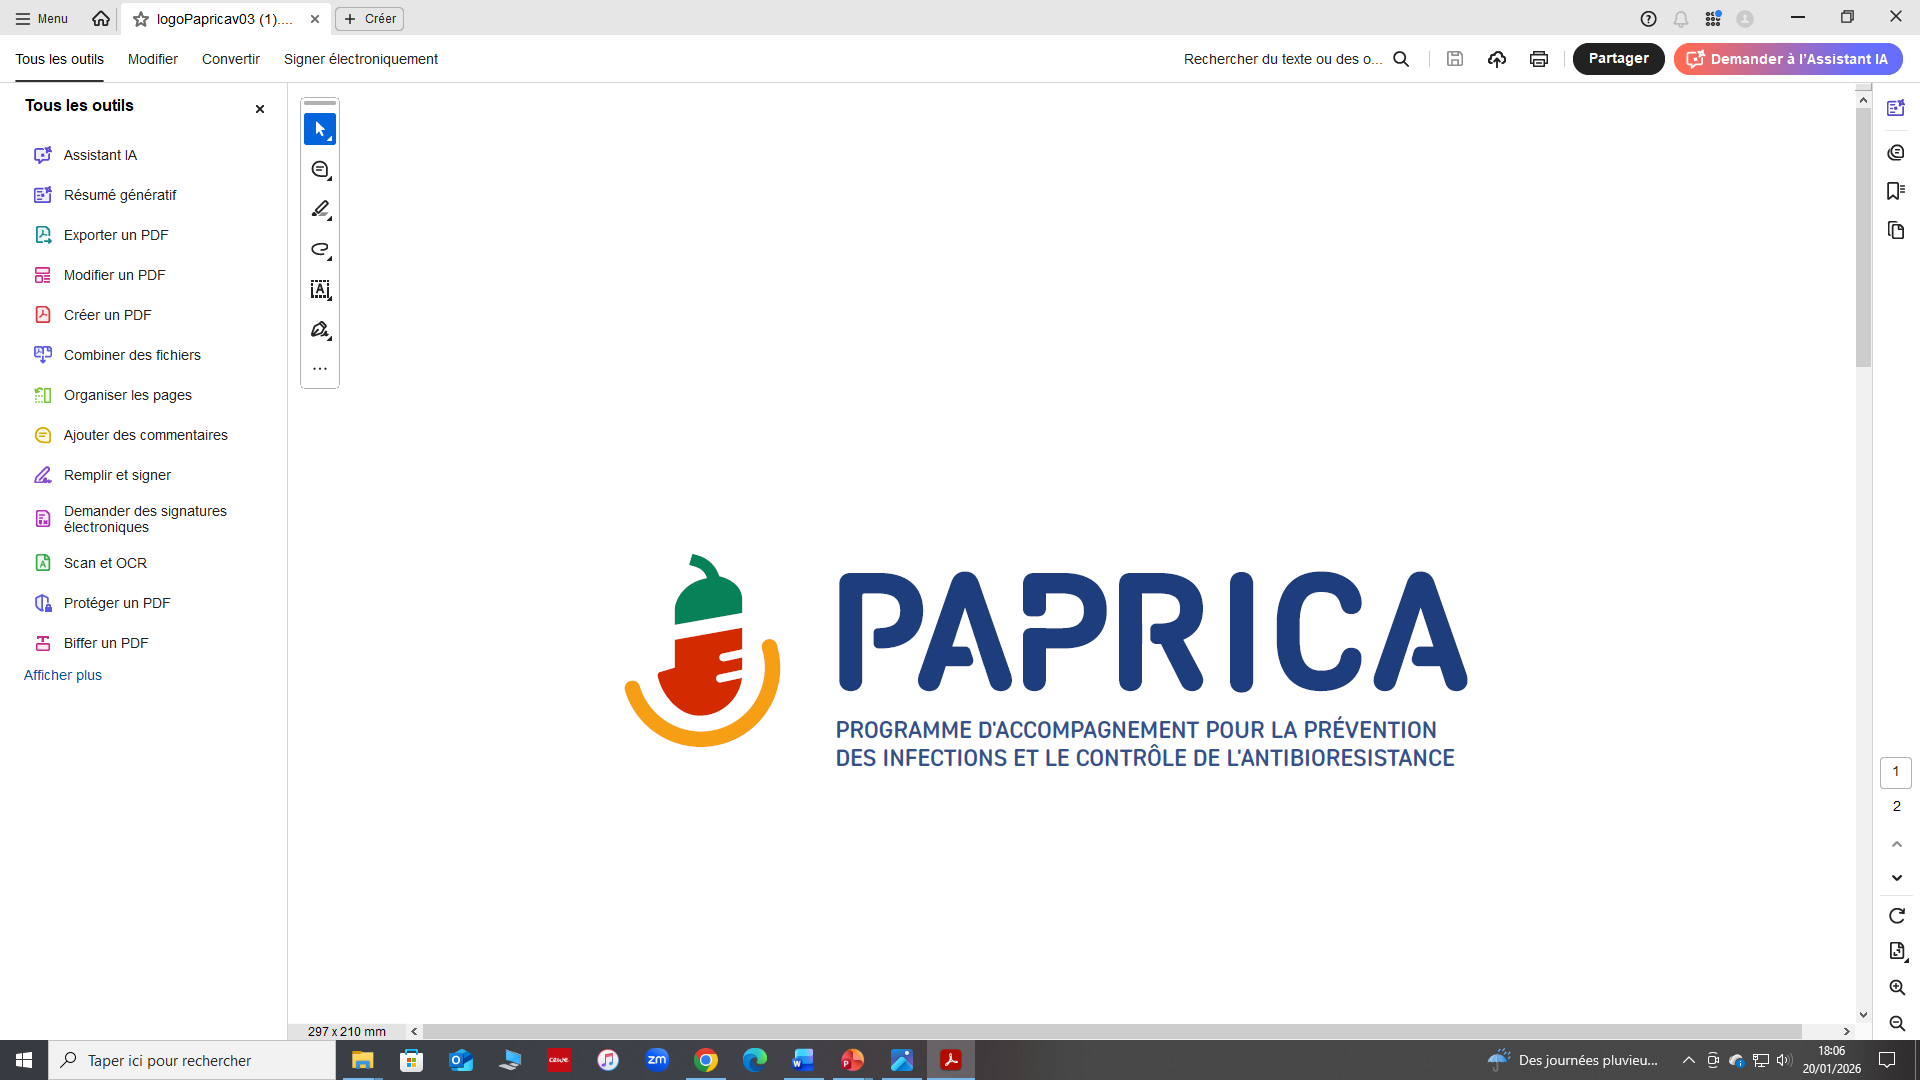 Menu
logoPapricav03 (1)....
Créer
Tous les outils
Modifier
Convertir
Signer électroniquement
Rechercher du texte ou des o...
Partager
Demander à l'Assistant IA
Tous les outils
Assistant IA
Résumé génératif
Exporter un PDF
Modifier un PDF
Créer un PDF
Combiner des fichiers
Organiser les pages
Ajouter des commentaires
Remplir et signer
Demander des signatures
électroniques
Scan et OCR
Protéger un PDF
Biffer un PDF
Afficher plus
PAPRICA
PROGRAMME D'ACCOMPAGNEMENT POUR LA PRÉVENTION
DES INFECTIONS ET LE CONTRÔLE DE L'ANTIBIORESISTANCE
1
2
297 x 210 mm
Taper ici pour rechercher
cewe
zm
Des journées pluvieu...
18:06
20/01/2026